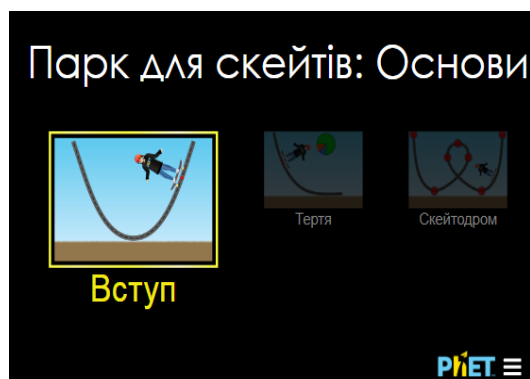 Парк для скейтів: Основи
Тертя
Скейтодром
Вступ
PhET